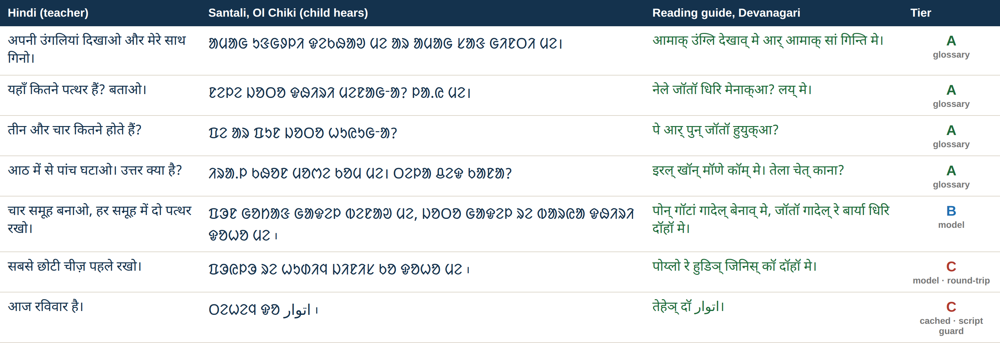 Hindi (teacher) Santali, Ol Chiki (child hears) Reading guide, Devanagari Tier
अपनी उंगलियां दिखाओ और मेरे साथ
गिनो।
ᱟᱢᱟᱜ ᱩᱝᱜᱽᱞᱤ ᱫᱮᱠᱷᱟᱣ ᱢᱮ ᱟᱨ ᱟᱢᱟᱜ ᱥᱟᱝ ᱜᱤᱱᱛᱤ ᱢᱮ।
आमाक् उंग्लि देखाव् मे आर् आमाक् सां गिन्ति मे।
A
glossary
यहाँ कितने पत्थर हैं? बताओ।
ᱱᱮᱞᱮ ᱡᱚᱛᱚ ᱫᱷᱤᱨᱤ ᱢᱮᱱᱟᱜ-ᱟ? ᱞᱟ.ᱭ ᱢᱮ।
नेले जॉतॉ धिरि मेनाक्आ? लय् मे।
A
glossary
तीन और चार कितने होते हैं?
ᱯᱮ ᱟᱨ ᱯᱩᱱ ᱡᱚᱛᱚ ᱦᱩᱭᱩᱜ-ᱟ?
पे आर् पुन् जॉतॉ हुयुक्आ?
A
glossary
आठ में से पांच घटाओ। उत्तर क्या है?
ᱤᱨᱟ.ᱞ ᱠᱷᱚᱱ ᱢᱚᱬᱮ ᱠᱚᱢ ᱢᱮ। ᱛᱮᱞᱟ ᱪᱮᱫ ᱠᱟᱱᱟ?
इरल् खॉन् मॉणे कॉम् मे। तेला चेत् काना?
A
glossary
चार समूह बनाओ, हर समूह में दो पत्थर
रखो।
ᱯᱳᱱ ᱜᱚᱴᱟᱝ ᱜᱟᱫᱮᱞ ᱵᱮᱱᱟᱣ ᱢᱮ, ᱡᱚᱛᱚ ᱜᱟᱫᱮᱞ ᱨᱮ ᱵᱟᱨᱭᱟ ᱫᱷᱤᱨᱤ
ᱫᱚᱦᱚ ᱢᱮ ᱾
पोन् गॉटां गादेल् बेनाव् मे, जॉतॉ गादेल् रे बार्या धिरि
दॉहॉ मे।
B
model
सबसे छोटी चीज़ पहले रखो।
ᱯᱳᱭᱞᱳ ᱨᱮ ᱦᱩᱰᱤᱧ ᱡᱤᱱᱤᱥ ᱠᱚ ᱫᱚᱦᱚ ᱢᱮ ᱾
पोय्लो रे हुडिञ् जिनिस् कॉ दॉहॉ मे।
C
model · round-trip
आज रविवार है।
ᱛᱮᱦᱮᱧ ᱫᱚ اتوار ᱾
तेहेञ् दॉ اتوار।
C
cached · script
guard